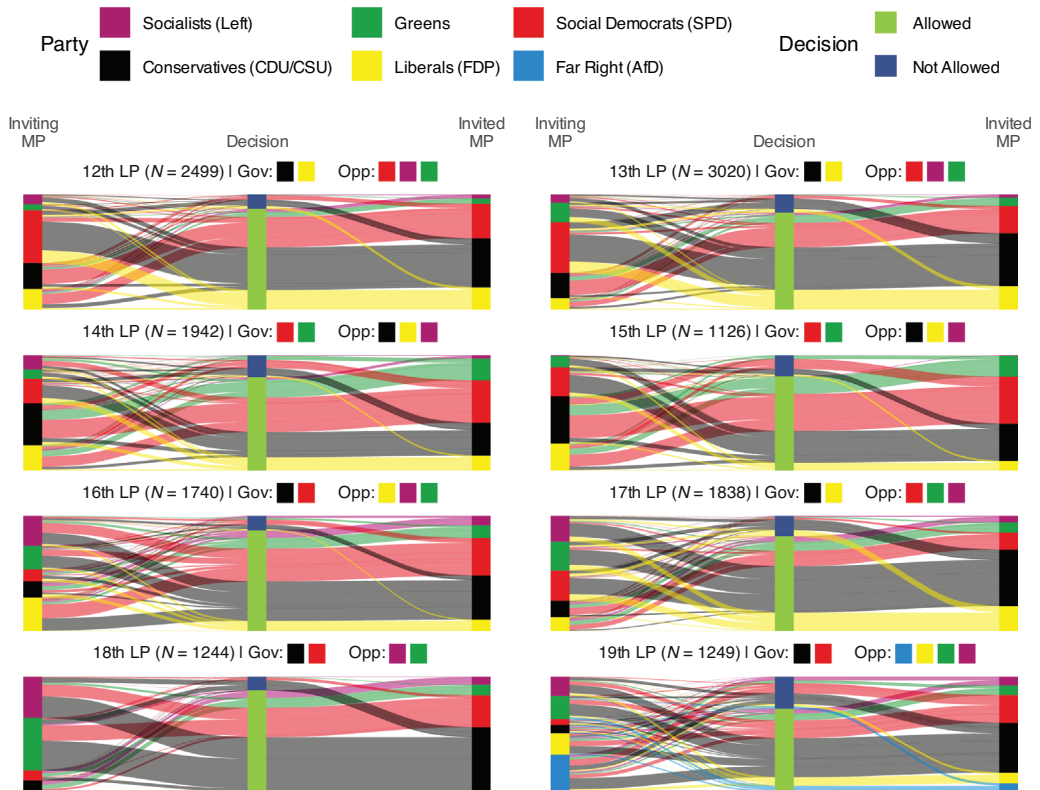 Party
Socialists (Left)
Greens
Social Democrats (SPD)
Conservatives (CDU/CSU)
Liberals (FDP)
Far Right (AfD)
Decision
Allowed
Not Allowed
Inviting MP
Decision
Invited MP
Inviting MP
Decision
Invited MP
12th LP (N = 2499) | Gov: Opp:
13th LP (N = 3020) | Gov: Opp:
14th LP (N = 1942) | Gov: Opp:
15th LP (N = 1126) | Gov: Opp:
16th LP (N = 1740) | Gov: Opp:
17th LP (N = 1838) | Gov: Opp:
18th LP (N = 1244) | Gov: Opp:
19th LP (N = 1249) | Gov: Opp: